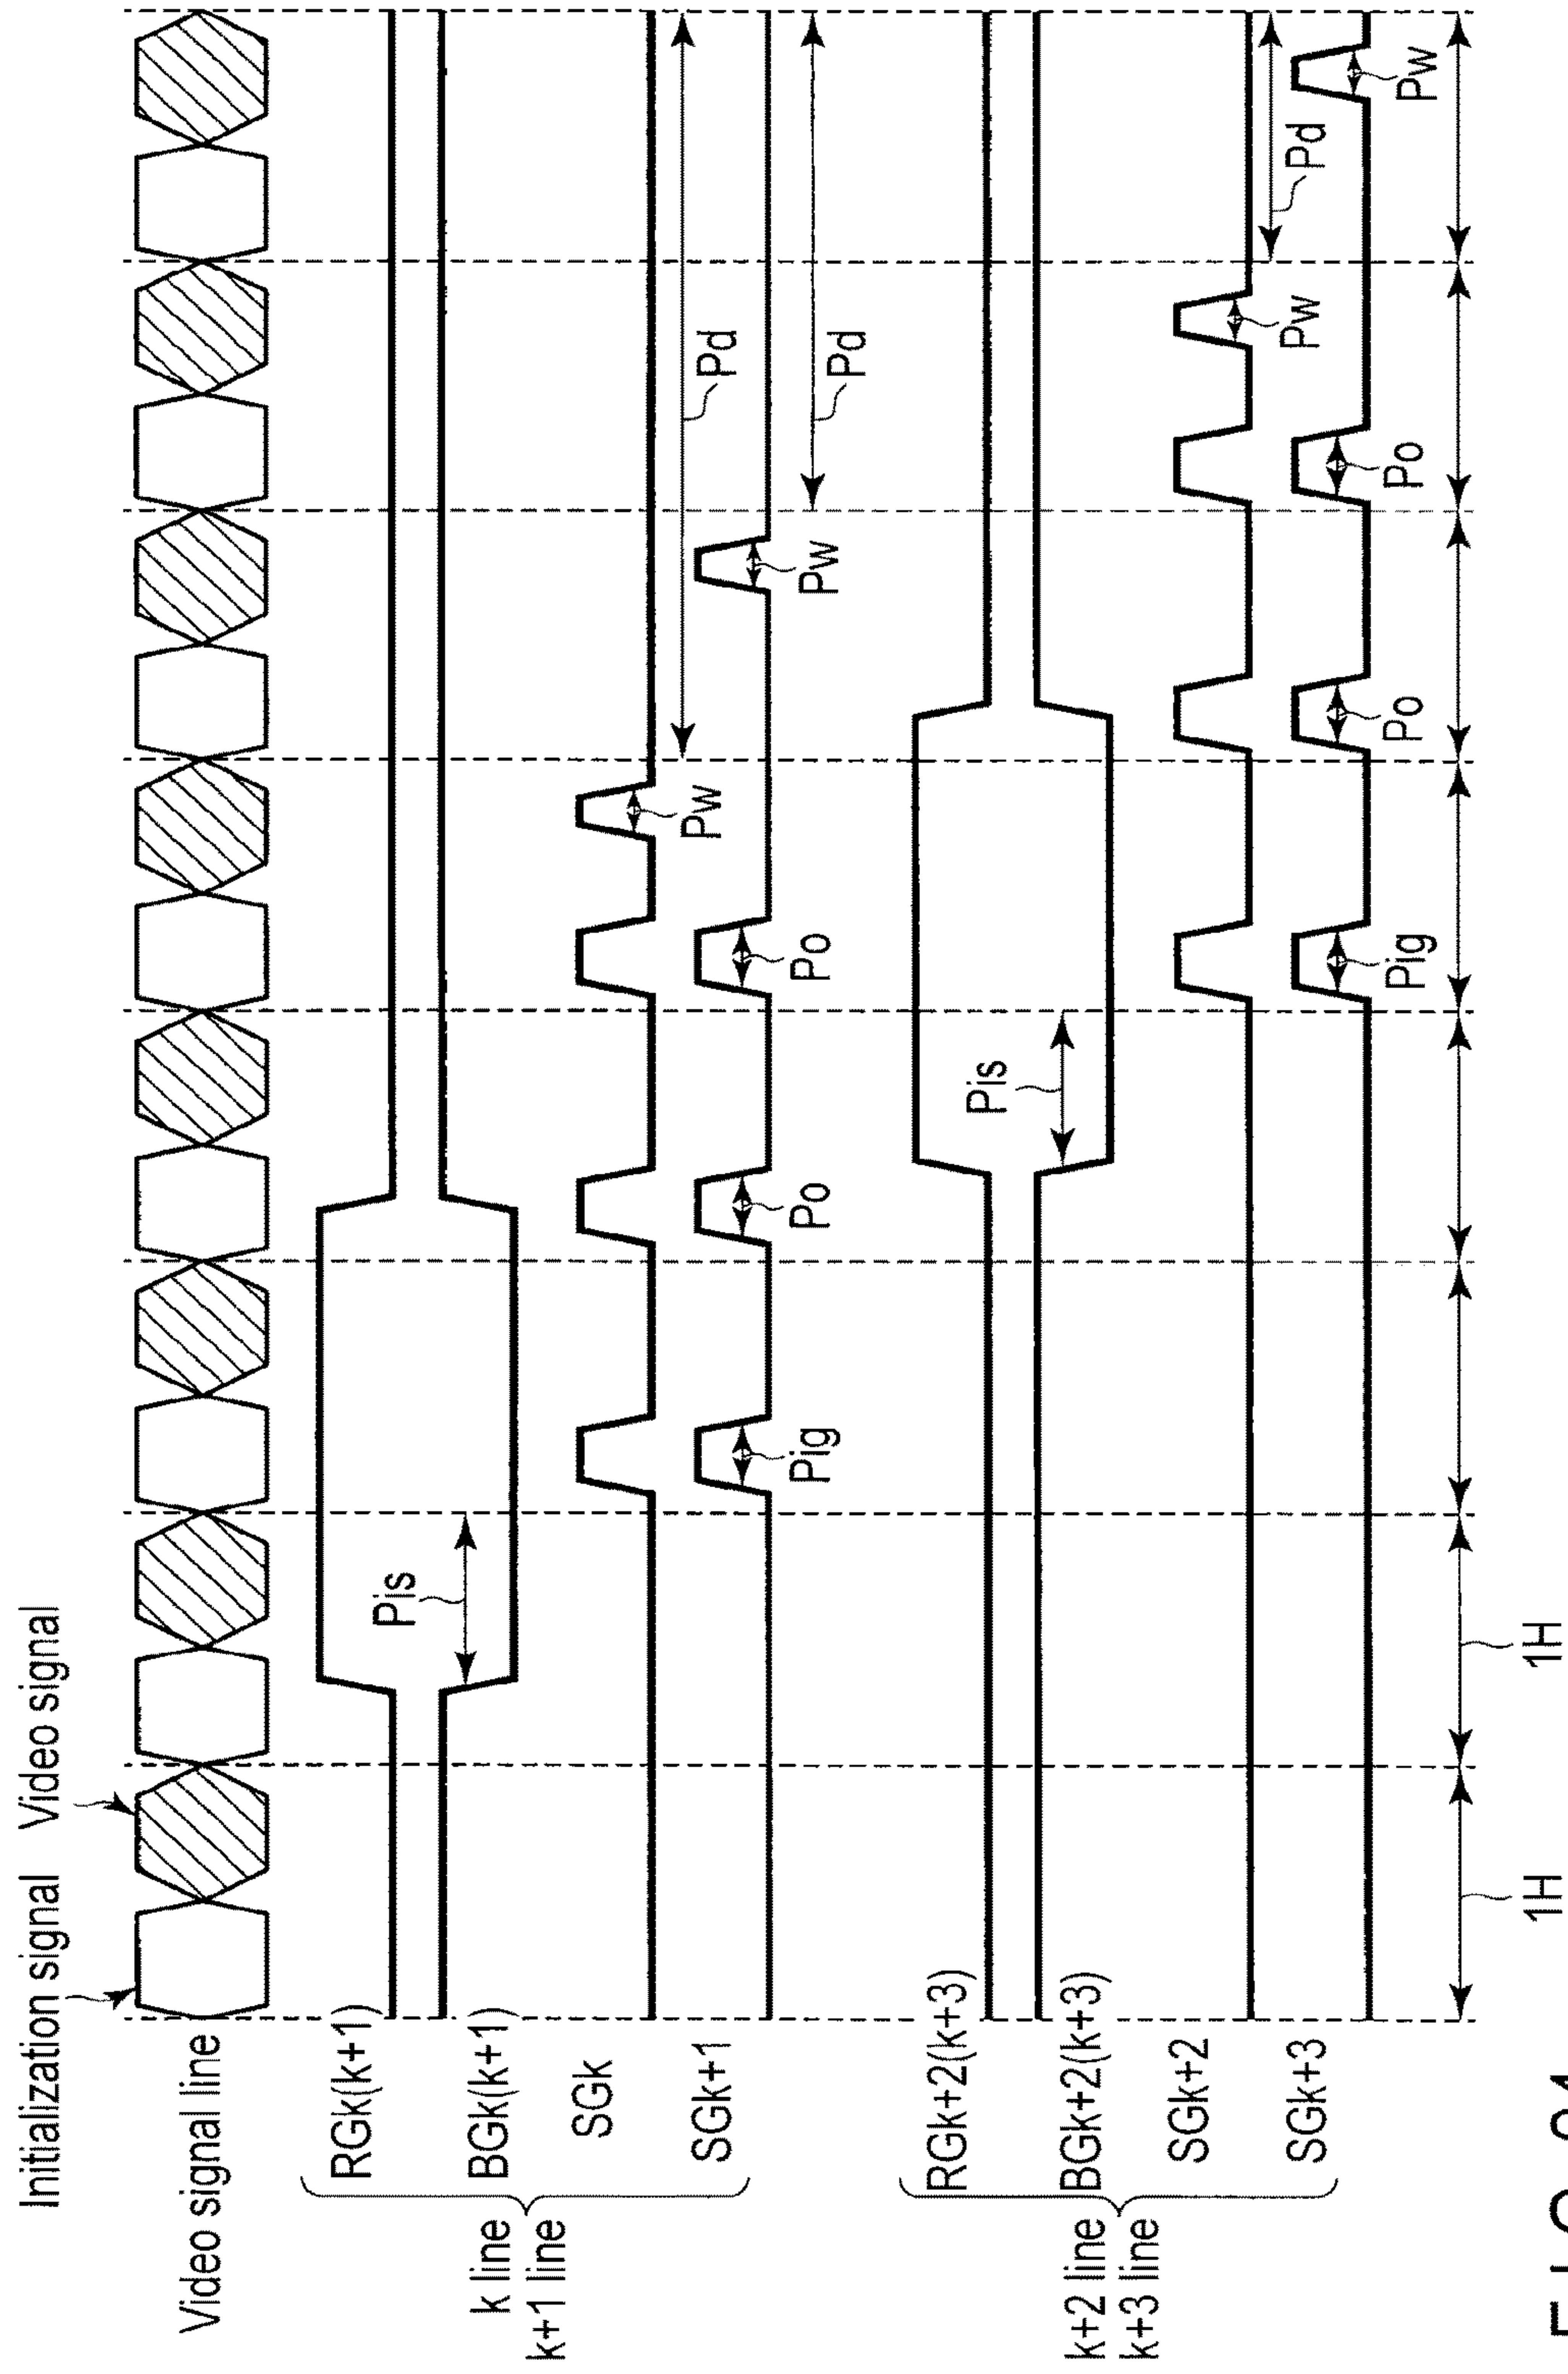 Initialization signal
Video signal
Video signal line
k line
k+1 line
RGk(k+1)
Pis
BGk(k+1)
SGk
Pw
Pd
SGk+1
Pig
Po
Po
Pw
Pd
k+2 line
k+3 line
RGk+2(k+3)
Pis
BGk+2(k+3)
SGk+2
Pw
Pd
SGk+3
Pig
Po
Po
Pw
1H
1H